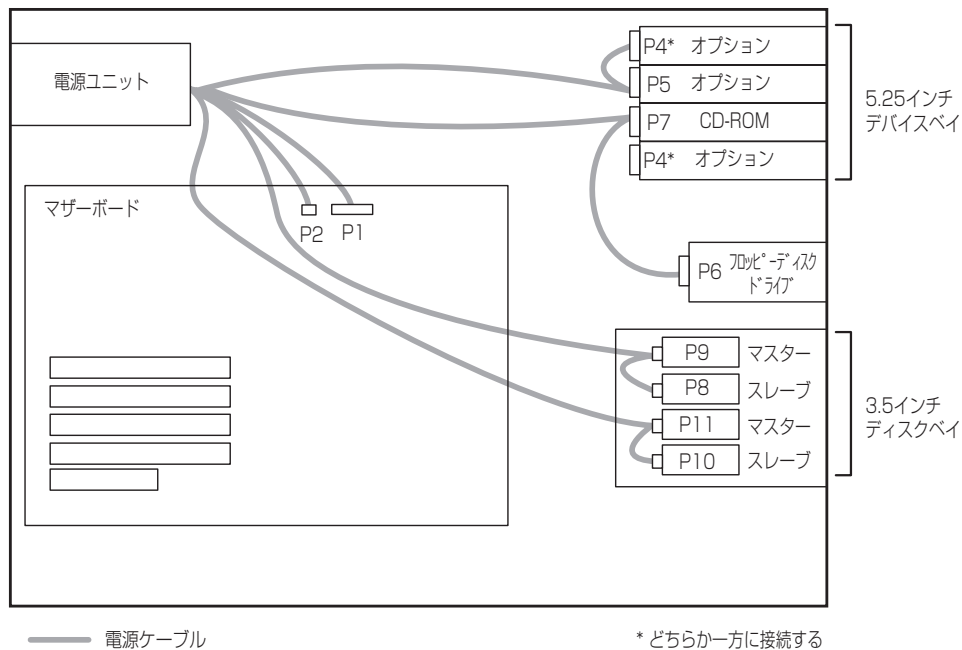 電源ユニット
P4* オプション
P5 オプション
P7 CD-ROM
P4* オプション
5.25インチ
デバイスベイ
マザーボード
P2 P1
P6 フロッピーディスク
ドライブ
P9 マスター
P8 スレーブ
P11 マスター
P10 スレーブ
3.5インチ
ディスクベイ
電源ケーブル
* どちらか一方に接続する